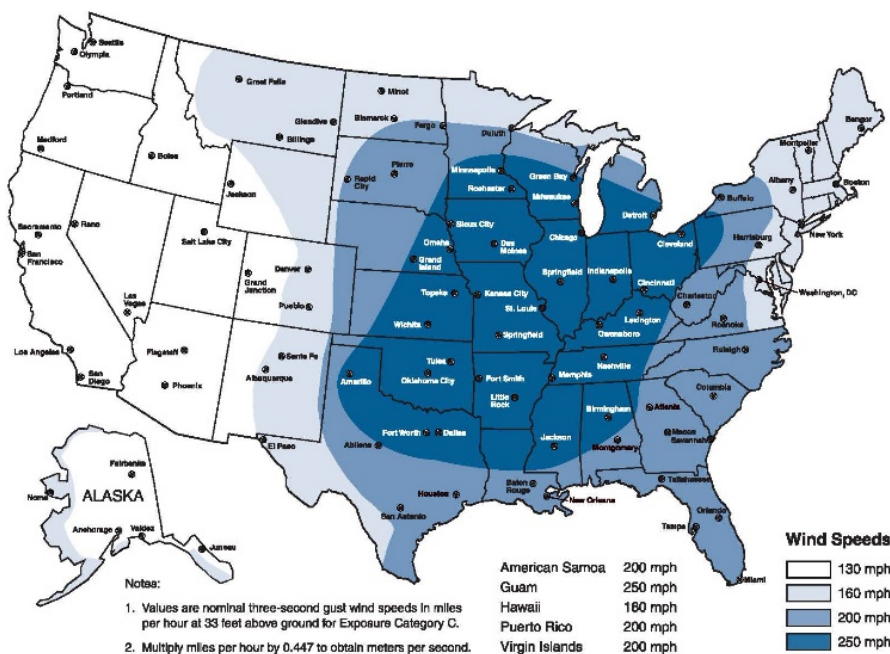 Seattle
Olympia
Portland
Medford
Boise
Great Falls
Glendive
Billings
Minot
Bismarck
Fargo
Duluth
Bangor
Montpelier
Albany
Boston
Buffalo
New York
Harrisburg
Washington, DC
Jackson
Rapid City
Pierre
Minneapolis
Rochester
Green Bay
Milwaukee
Detroit
Cleveland
Sacramento
San Francisco
Reno
Salt Lake City
Las Vegas
Grand Junction
Denver
Pueblo
Sioux City
Omaha
Grand Island
Des Moines
Chicago
Springfield
Indianapolis
Cincinnati
Charleston
Roanoke
Topeka
Kansas City
St. Louis
Lexington
Owensboro
Wichita
Springfield
Nashville
Raleigh
Los Angeles
San Diego
Flagstaff
Phoenix
Santa Fe
Albuquerque
Amarillo
Tulsa
Oklahoma City
Fort Smith
Little Rock
Memphis
Columbia
Atlanta
Birmingham
Macon
Savannah
Montgomery
El Paso
Abilene
Fort Worth
Dallas
Jackson
Tallahassee
Baton Rouge
New Orleans
Houston
San Antonio
Orlando
Tampa
Miami
Fairbanks
Nome
ALASKA
Anchorage
Valdez
Juneau
Notes:
1. Values are nominal three-second gust wind speeds in miles
per hour at 33 feet above ground for Exposure Category C.
2. Multiply miles per hour by 0.447 to obtain meters per second.
American Samoa 200 mph
Guam 250 mph
Hawaii 160 mph
Puerto Rico 200 mph
Virgin Islands 200 mph
Wind Speeds
130 mph
160 mph
200 mph
250 mph